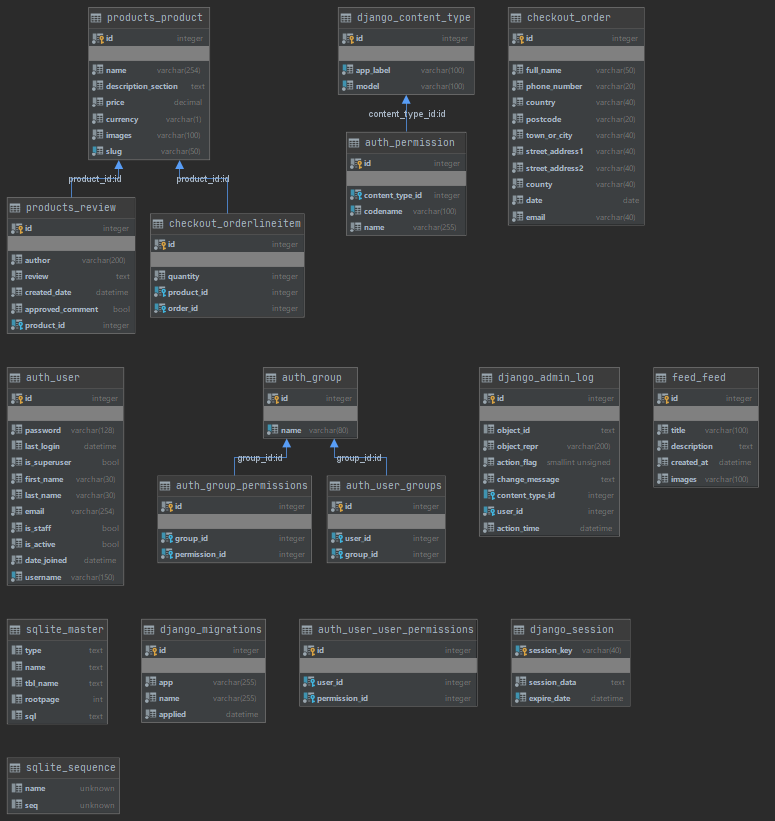 products_product
id integer
name varchar(254)
description_section text
price decimal
currency varchar(1)
images varchar(100)
slug varchar(50)
django_content_type
id integer
app_label varchar(100)
model varchar(100)
checkout_order
id integer
full_name varchar(50)
phone_number varchar(20)
country varchar(40)
postcode varchar(20)
town_or_city varchar(40)
street_address1 varchar(40)
street_address2 varchar(40)
county varchar(40)
date date
email varchar(40)
content_type_id:id
auth_permission
id integer
content_type_id integer
codename varchar(100)
name varchar(255)
product_id:id
product_id:id
products_review
id integer
author varchar(200)
review text
created_date datetime
approved_comment bool
product_id integer
checkout_orderlineitem
id integer
quantity integer
product_id integer
order_id integer
auth_user
id integer
password varchar(128)
last_login datetime
is_superuser bool
first_name varchar(30)
last_name varchar(30)
email varchar(254)
is_staff bool
is_active bool
date_joined datetime
username varchar(150)
auth_group
id integer
name varchar(80)
group_id:id
group_id:id
auth_group_permissions
id integer
group_id integer
permission_id integer
auth_user_groups
id integer
user_id integer
group_id integer
django_admin_log
id integer
object_id text
object_repr varchar(200)
action_flag smallint unsigned
change_message text
content_type_id integer
user_id integer
action_time datetime
feed_feed
id integer
title varchar(100)
description text
created_at datetime
images varchar(100)
sqlite_master
type text
name text
tbl_name text
rootpage int
sql text
django_migrations
id integer
app varchar(255)
name varchar(255)
applied datetime
auth_user_user_permissions
id integer
user_id integer
permission_id integer
django_session
session_key varchar(40)
session_data text
expire_date datetime
sqlite_sequence
name unknown
seq unknown